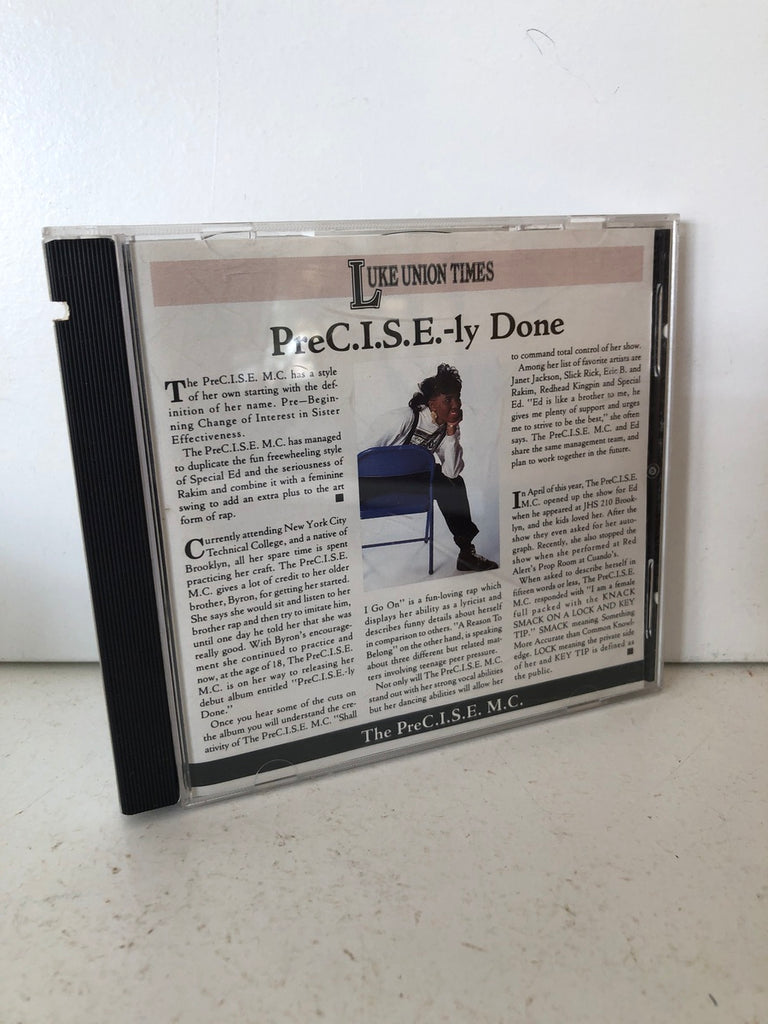 LUKE UNION TIMES
PreC.I.S.E.-ly Done
The PreC.I.S.E. M.C. has a style
of her own starting with the def-
inition of her name. Pre—Begin-
ning Change of Interest in Sister
Effectiveness.
The PreC.I.S.E. M.C. has managed
to duplicate the fun freewheeling style
of Special Ed and the seriousness of
Rakim and combine it with a feminine
swing to add an extra plus to the art
form of rap.
Currently attending New York City
Technical College, and a native of
Brooklyn, all her spare time is spent
practicing her craft. The PreC.I.S.E.
M.C. gives a lot of credit to her older
brother, Byron, for getting her started.
She says she would sit and listen to her
brother rap and then try to imitate him,
until one day he told her that she was
really good. With Byron's encourage-
ment she continued to practice and
now, at the age of 18, The PreC.I.S.E.
M.C. is on her way to releasing her
debut album entitled "PreC.I.S.E.-ly
Done."
Once you hear some of the cuts on
the album you will understand the cre-
ativity of The PreC.I.S.E. M.C. "Shall
I Go On" is a fun-loving rap which
displays her ability as a lyricist and
describes funny details about herself
in comparison to others. "A Reason To
Belong" on the other hand, is speaking
about three different but related mat-
ters involving teenage peer pressure.
Not only will The PreC.I.S.E. M.C.
stand out with her strong vocal abilities
but her dancing abilities will allow her
to command total control of her show.
Among her list of favorite artists are
Janet Jackson, Slick Rick, Eric B. and
Rakim, Redhead Kingpin and Special
Ed. "Ed is like a brother to me, he
gives me plenty of support and urges
me to strive to be the best," she often
says. The PreC.I.S.E. M.C. and Ed
share the same management team, and
plan to work together in the future.
In April of this year, The PreC.I.S.E.
M.C. opened up the show for Ed
when he appeared at JHS 210 Brook-
lyn, and the kids loved her. After the
show they even asked for her auto-
graph. Recently, she also stopped the
show when she performed at Red
Alert's Prop Room at Cuando's.
When asked to describe herself in
fifteen words or less, The PreC.I.S.E.
M.C. responded with "I am a female
full packed with the KNACK
SMACK ON A LOCK AND KEY
TIP." SMACK meaning Something
More Accurate than Common Knowl-
edge. LOCK meaning the private side
of her and KEY TIP is defined as
the public.
The PreC.I.S.E. M.C.